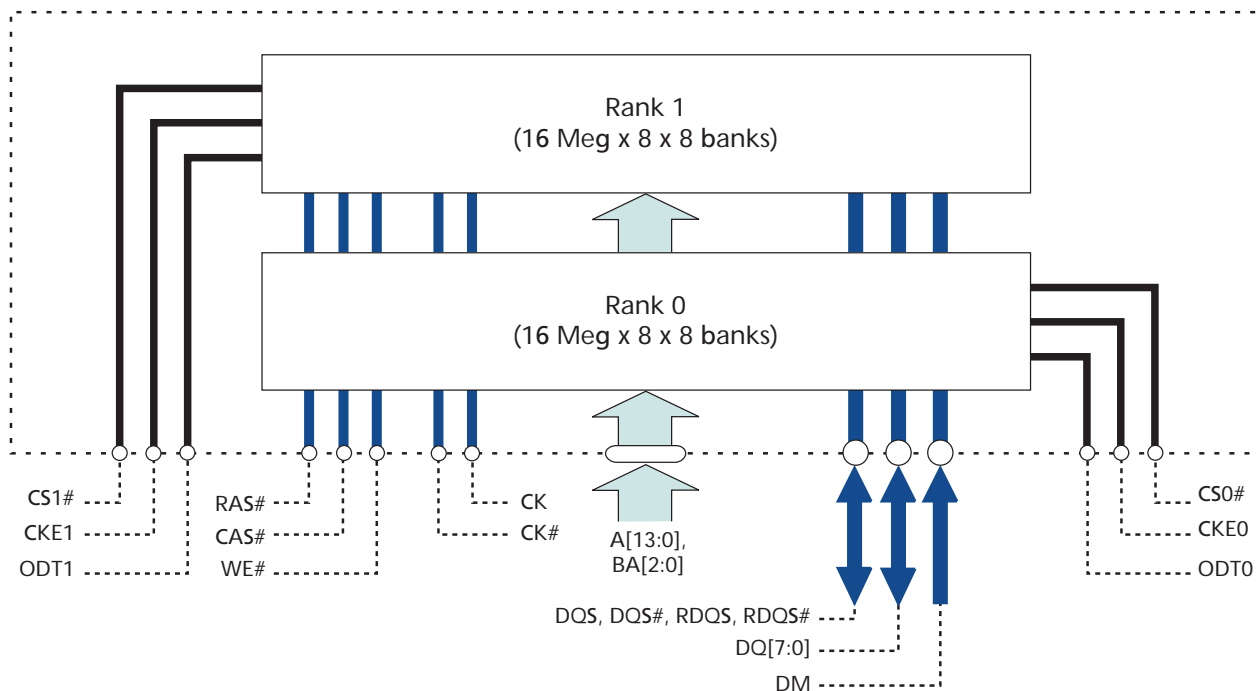 Rank 1
(16 Meg x 8 x 8 banks)
Rank 0
(16 Meg x 8 x 8 banks)
CS1#
CKE1
ODT1
RAS#
CAS#
WE#
CK
CK#
A[13:0],
BA[2:0]
CS0#
CKE0
ODT0
DQS, DQS#, RDQS, RDQS#
DQ[7:0]
DM